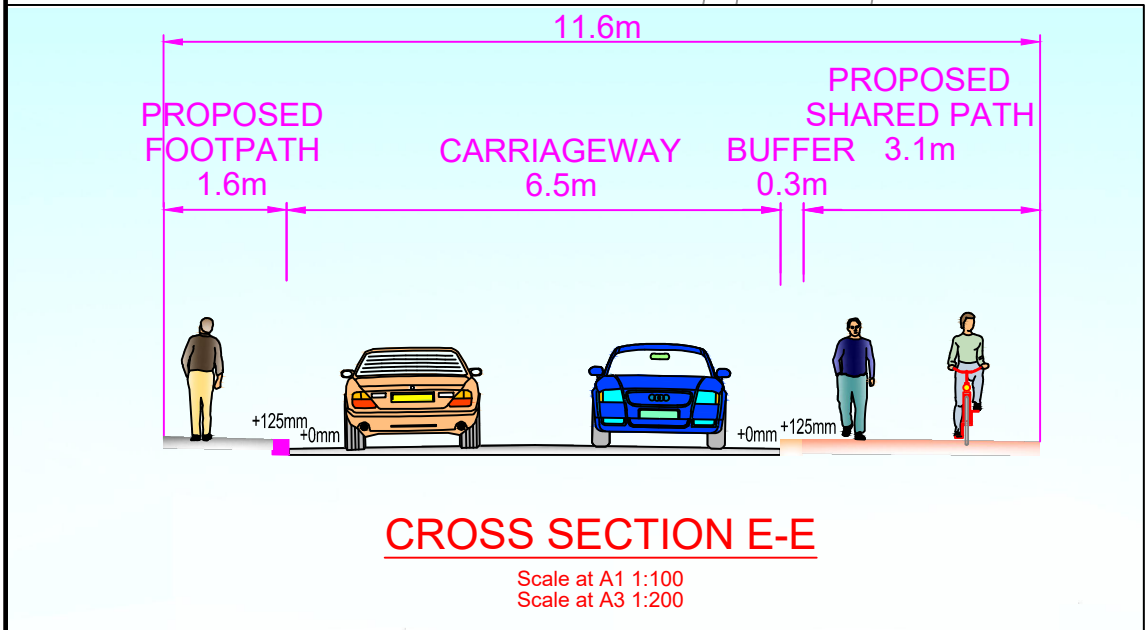 11.6m
PROPOSED
FOOTPATH
1.6m
CARRIAGEWAY
6.5m
BUFFER
0.3m
PROPOSED
SHARED PATH
3.1m
+125mm
+0mm
+0mm
+125mm
CROSS SECTION E-E
Scale at A1 1:100
Scale at A3 1:200